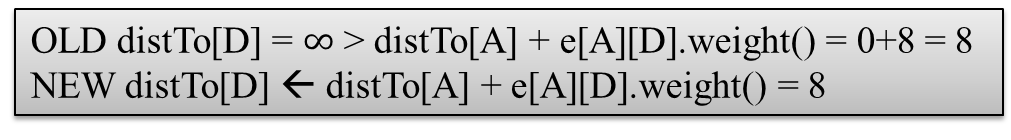 OLD distTo[D] = ∞ > distTo[A] + e[A][D].weight() = 0+8 = 8
NEW distTo[D] ← distTo[A] + e[A][D].weight() = 8